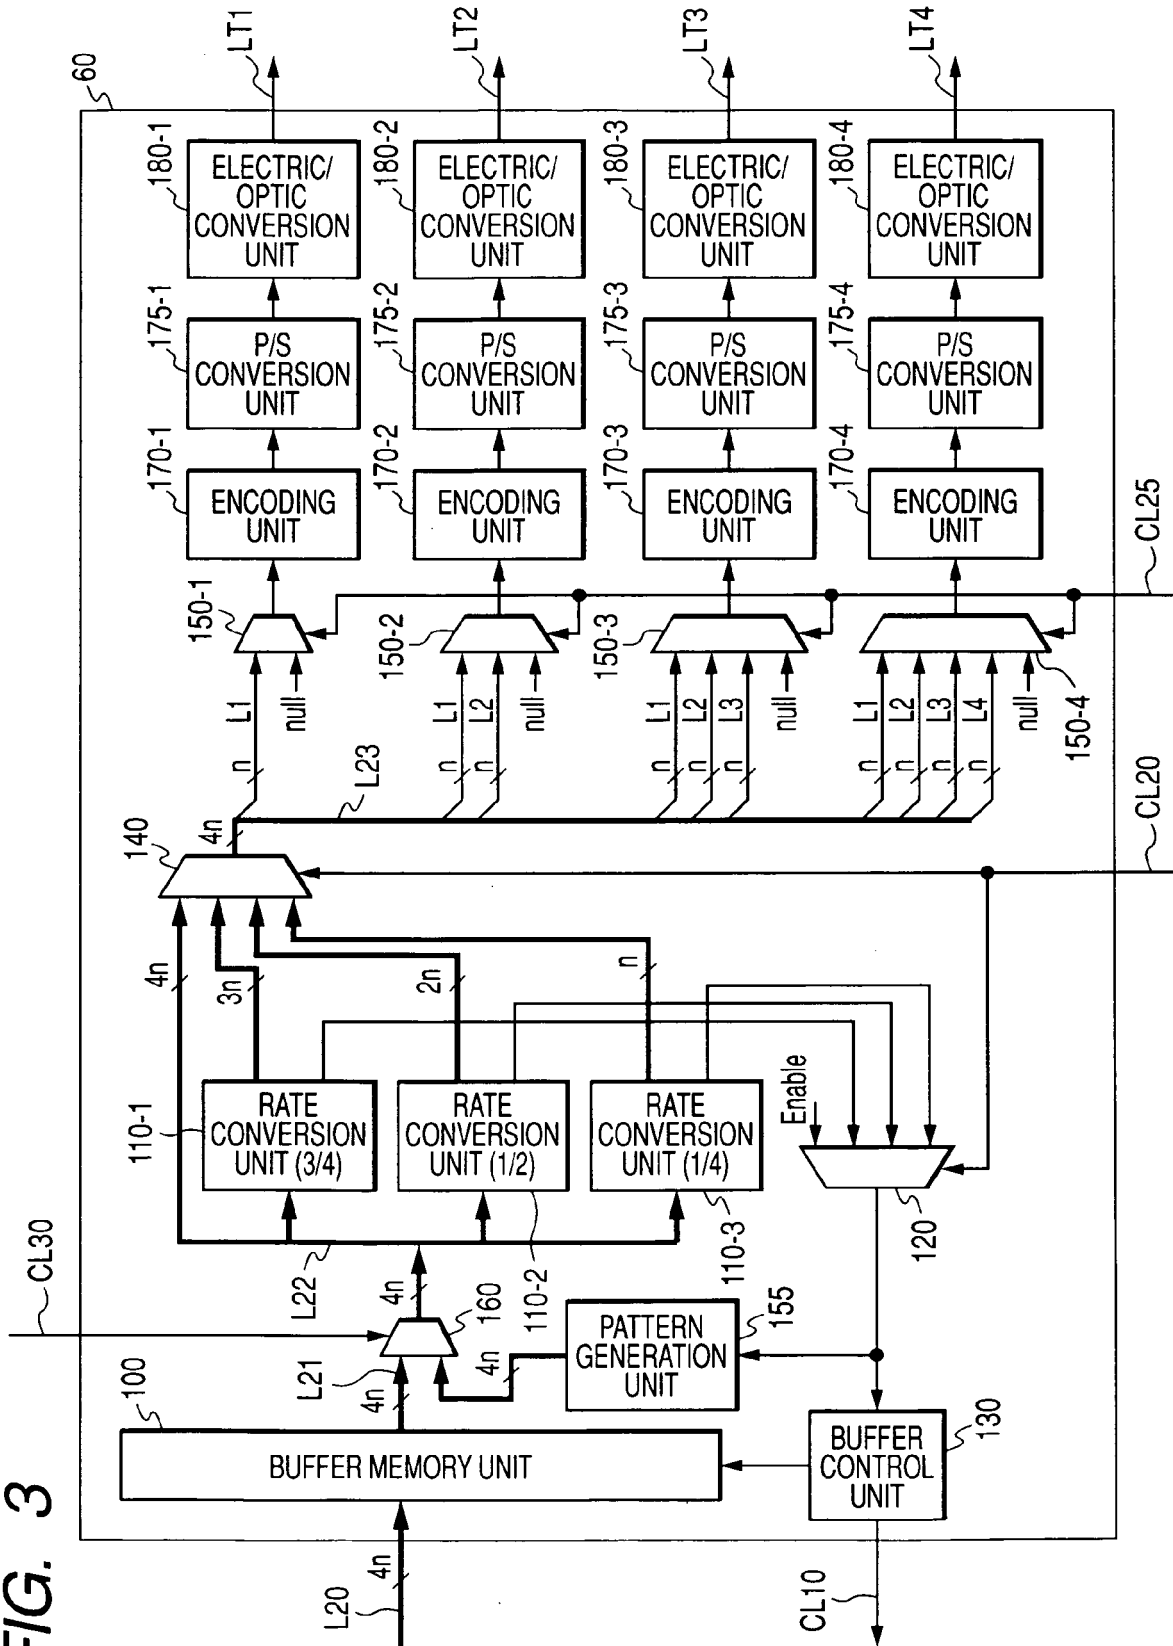 FIG. 3
60
LT1
LT2
LT3
LT4
180-1
ELECTRIC/
OPTIC
CONVERSION
UNIT
180-2
ELECTRIC/
OPTIC
CONVERSION
UNIT
180-3
ELECTRIC/
OPTIC
CONVERSION
UNIT
180-4
ELECTRIC/
OPTIC
CONVERSION
UNIT
175-1
P/S
CONVERSION
UNIT
175-2
P/S
CONVERSION
UNIT
175-3
P/S
CONVERSION
UNIT
175-4
P/S
CONVERSION
UNIT
170-1
ENCODING
UNIT
170-2
ENCODING
UNIT
170-3
ENCODING
UNIT
170-4
ENCODING
UNIT
CL25
150-1
150-2
150-3
150-4
L1
null
L1
L2
null
L1
L2
L3
null
L1
L2
L3
L4
null
n
n
n
n
n
n
n
n
n
n
L23
CL20
140
4n
4n
3n
2n
n
110-1
RATE
CONVERSION
UNIT (3/4)
RATE
CONVERSION
UNIT (1/2)
RATE
CONVERSION
UNIT (1/4)
Enable
110-2
110-3
120
CL30
L22
4n
160
L21
4n
4n
PATTERN
GENERATION
UNIT
155
100
BUFFER MEMORY UNIT
BUFFER
CONTROL
UNIT
130
L20
4n
CL10